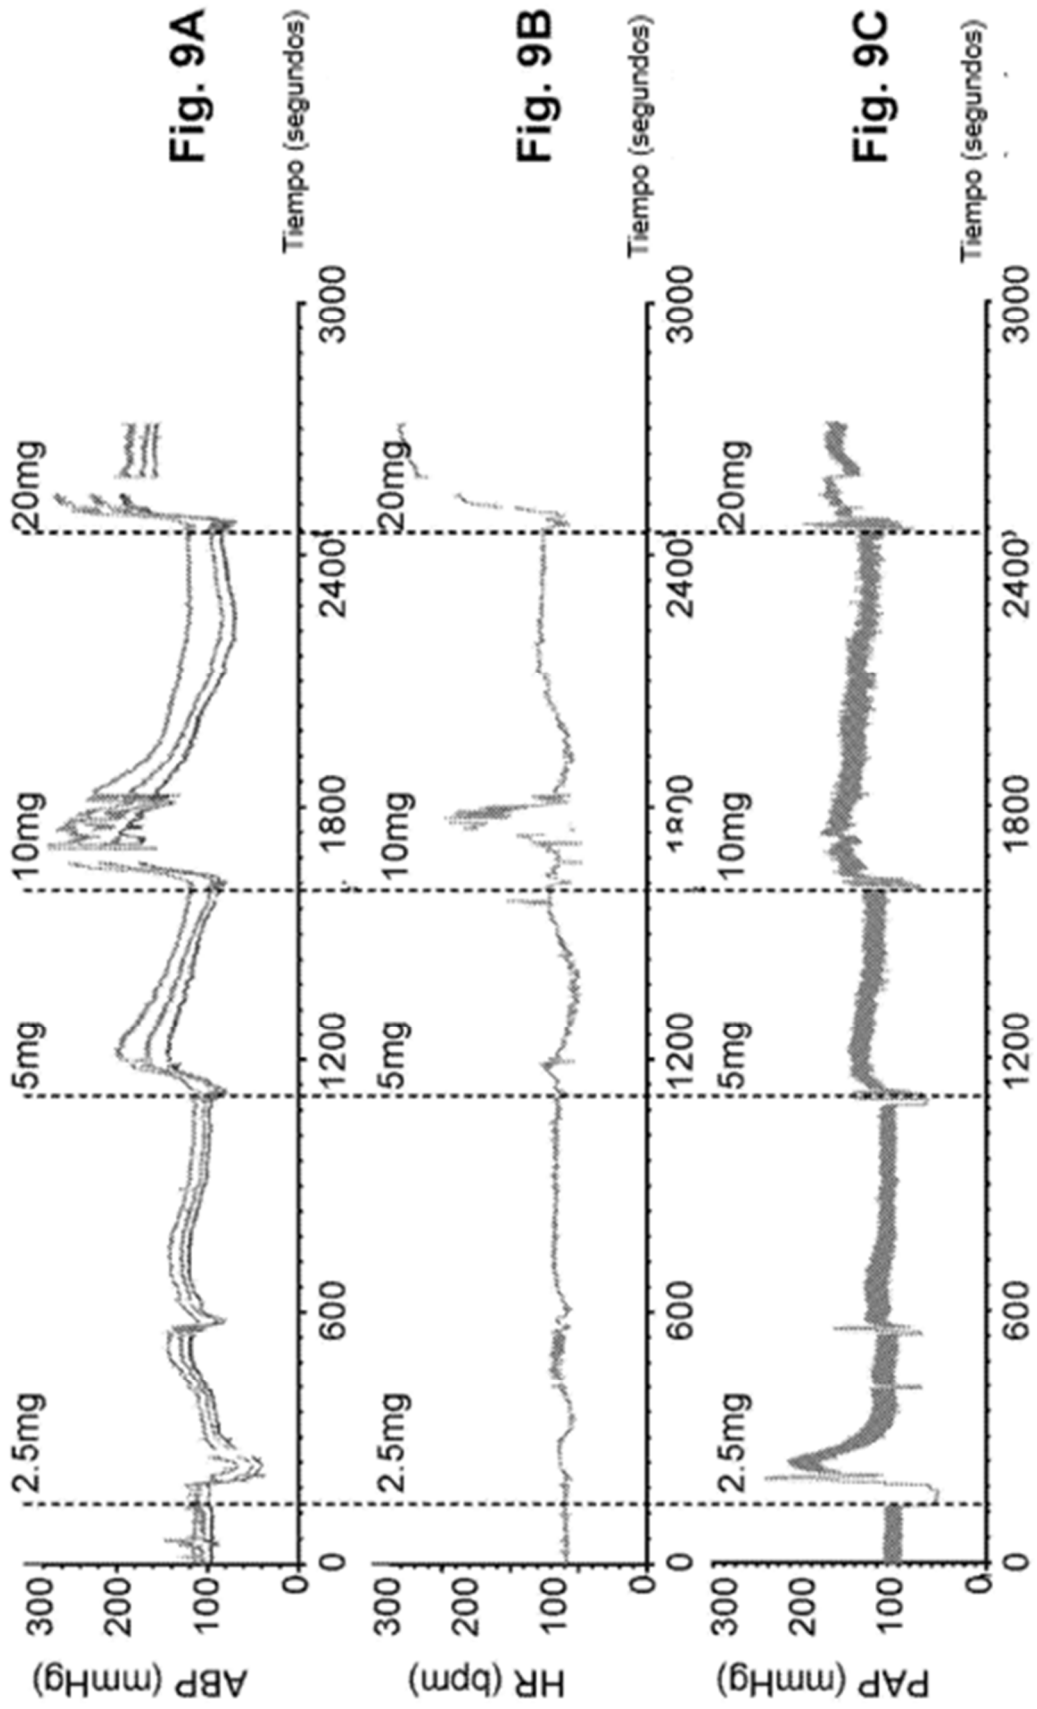 2.5mg 5mg 10mg 20mg
ABP (mmHg)
300
200
100
0
0 600 1200 1800 2400 3000
Fig. 9A
Tiempo (segundos)
2.5mg 5mg 10mg 20mg
HR (bpm)
300
200
100
0
0 600 1200 2400 3000
Fig. 9B
Tiempo (segundos)
2.5mg 5mg 10mg 20mg
PAP (mmHg)
300
200
100
0
0 600 1200 1800 2400 3000
Fig. 9C
Tiempo (segundos)